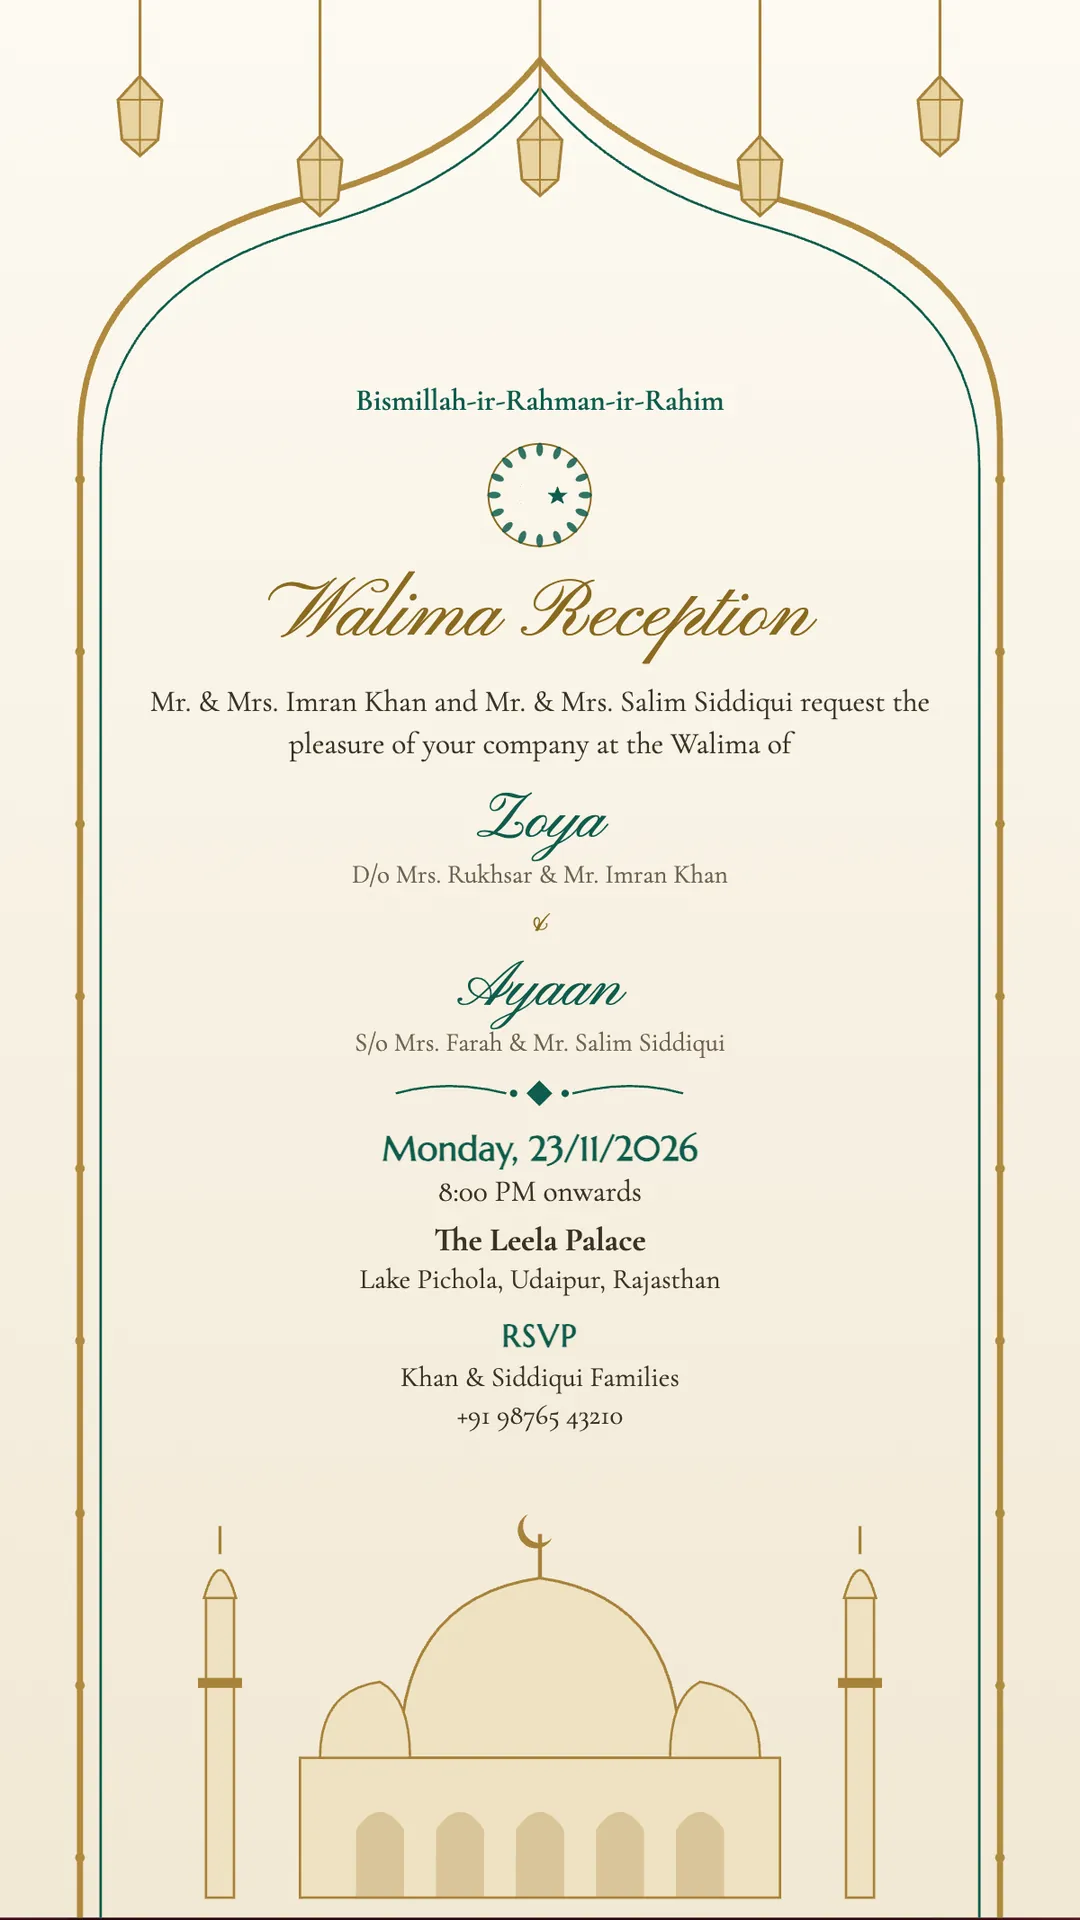 Bismillah-ir-Rahman-ir-Rahim
Walima Reception
Mr. & Mrs. Imran Khan and Mr. & Mrs. Salim Siddiqui request the
pleasure of your company at the Walima of
Zoya
D/o Mrs. Rukhsar & Mr. Imran Khan
&
Ayaan
S/o Mrs. Farah & Mr. Salim Siddiqui
Monday, 23/11/2026
8:00 PM onwards
The Leela Palace
Lake Pichola, Udaipur, Rajasthan
RSVP
Khan & Siddiqui Families
+91 98765 43210